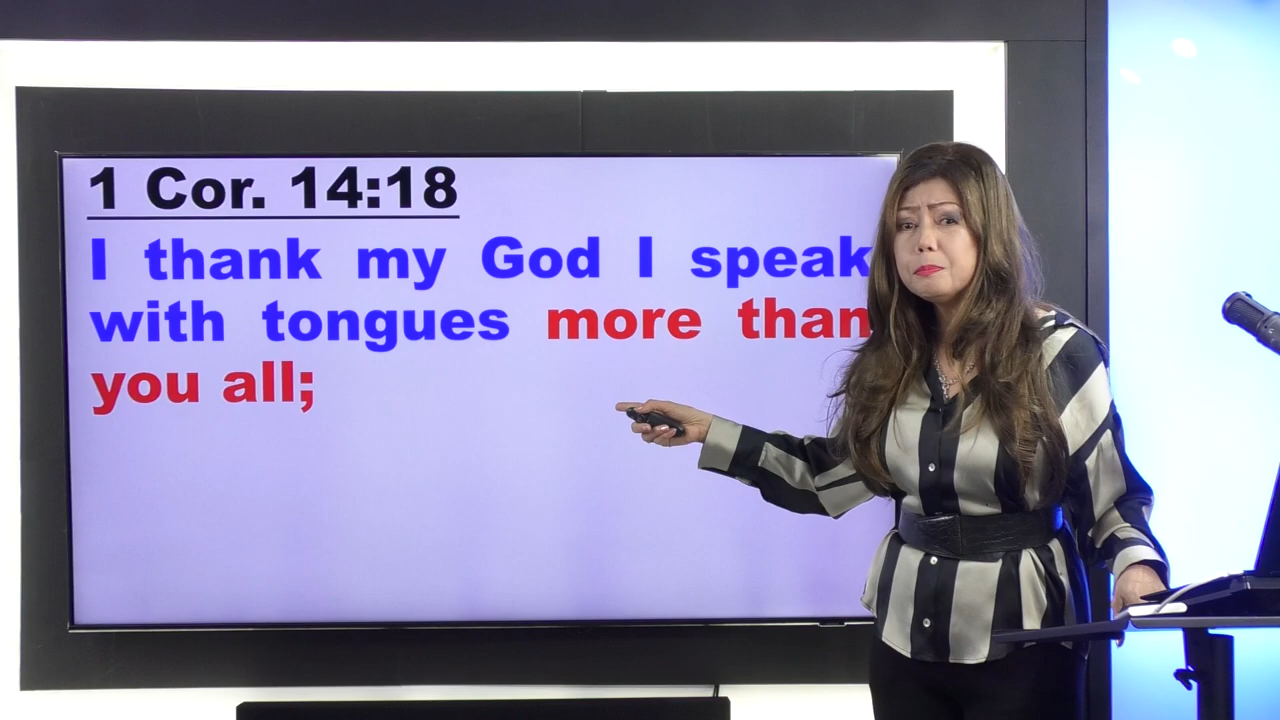 1 Cor. 14:18
I thank my God I speak
with tongues more than
you all;